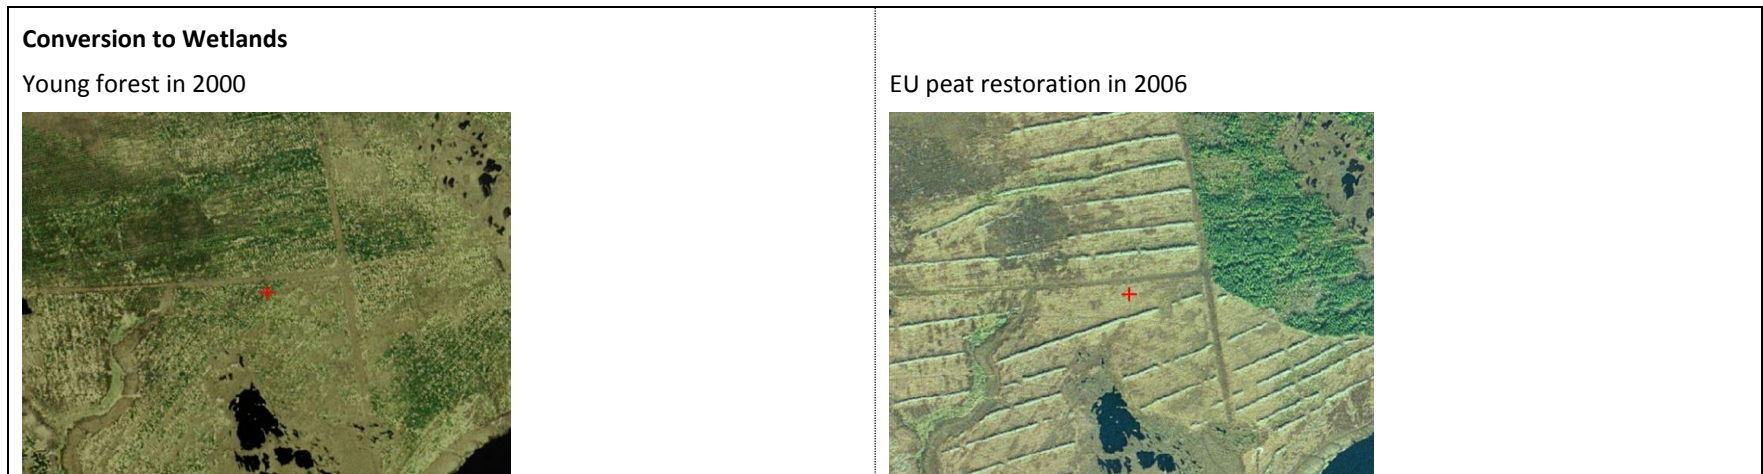 Conversion to Wetlands
Young forest in 2000
EU peat restoration in 2006